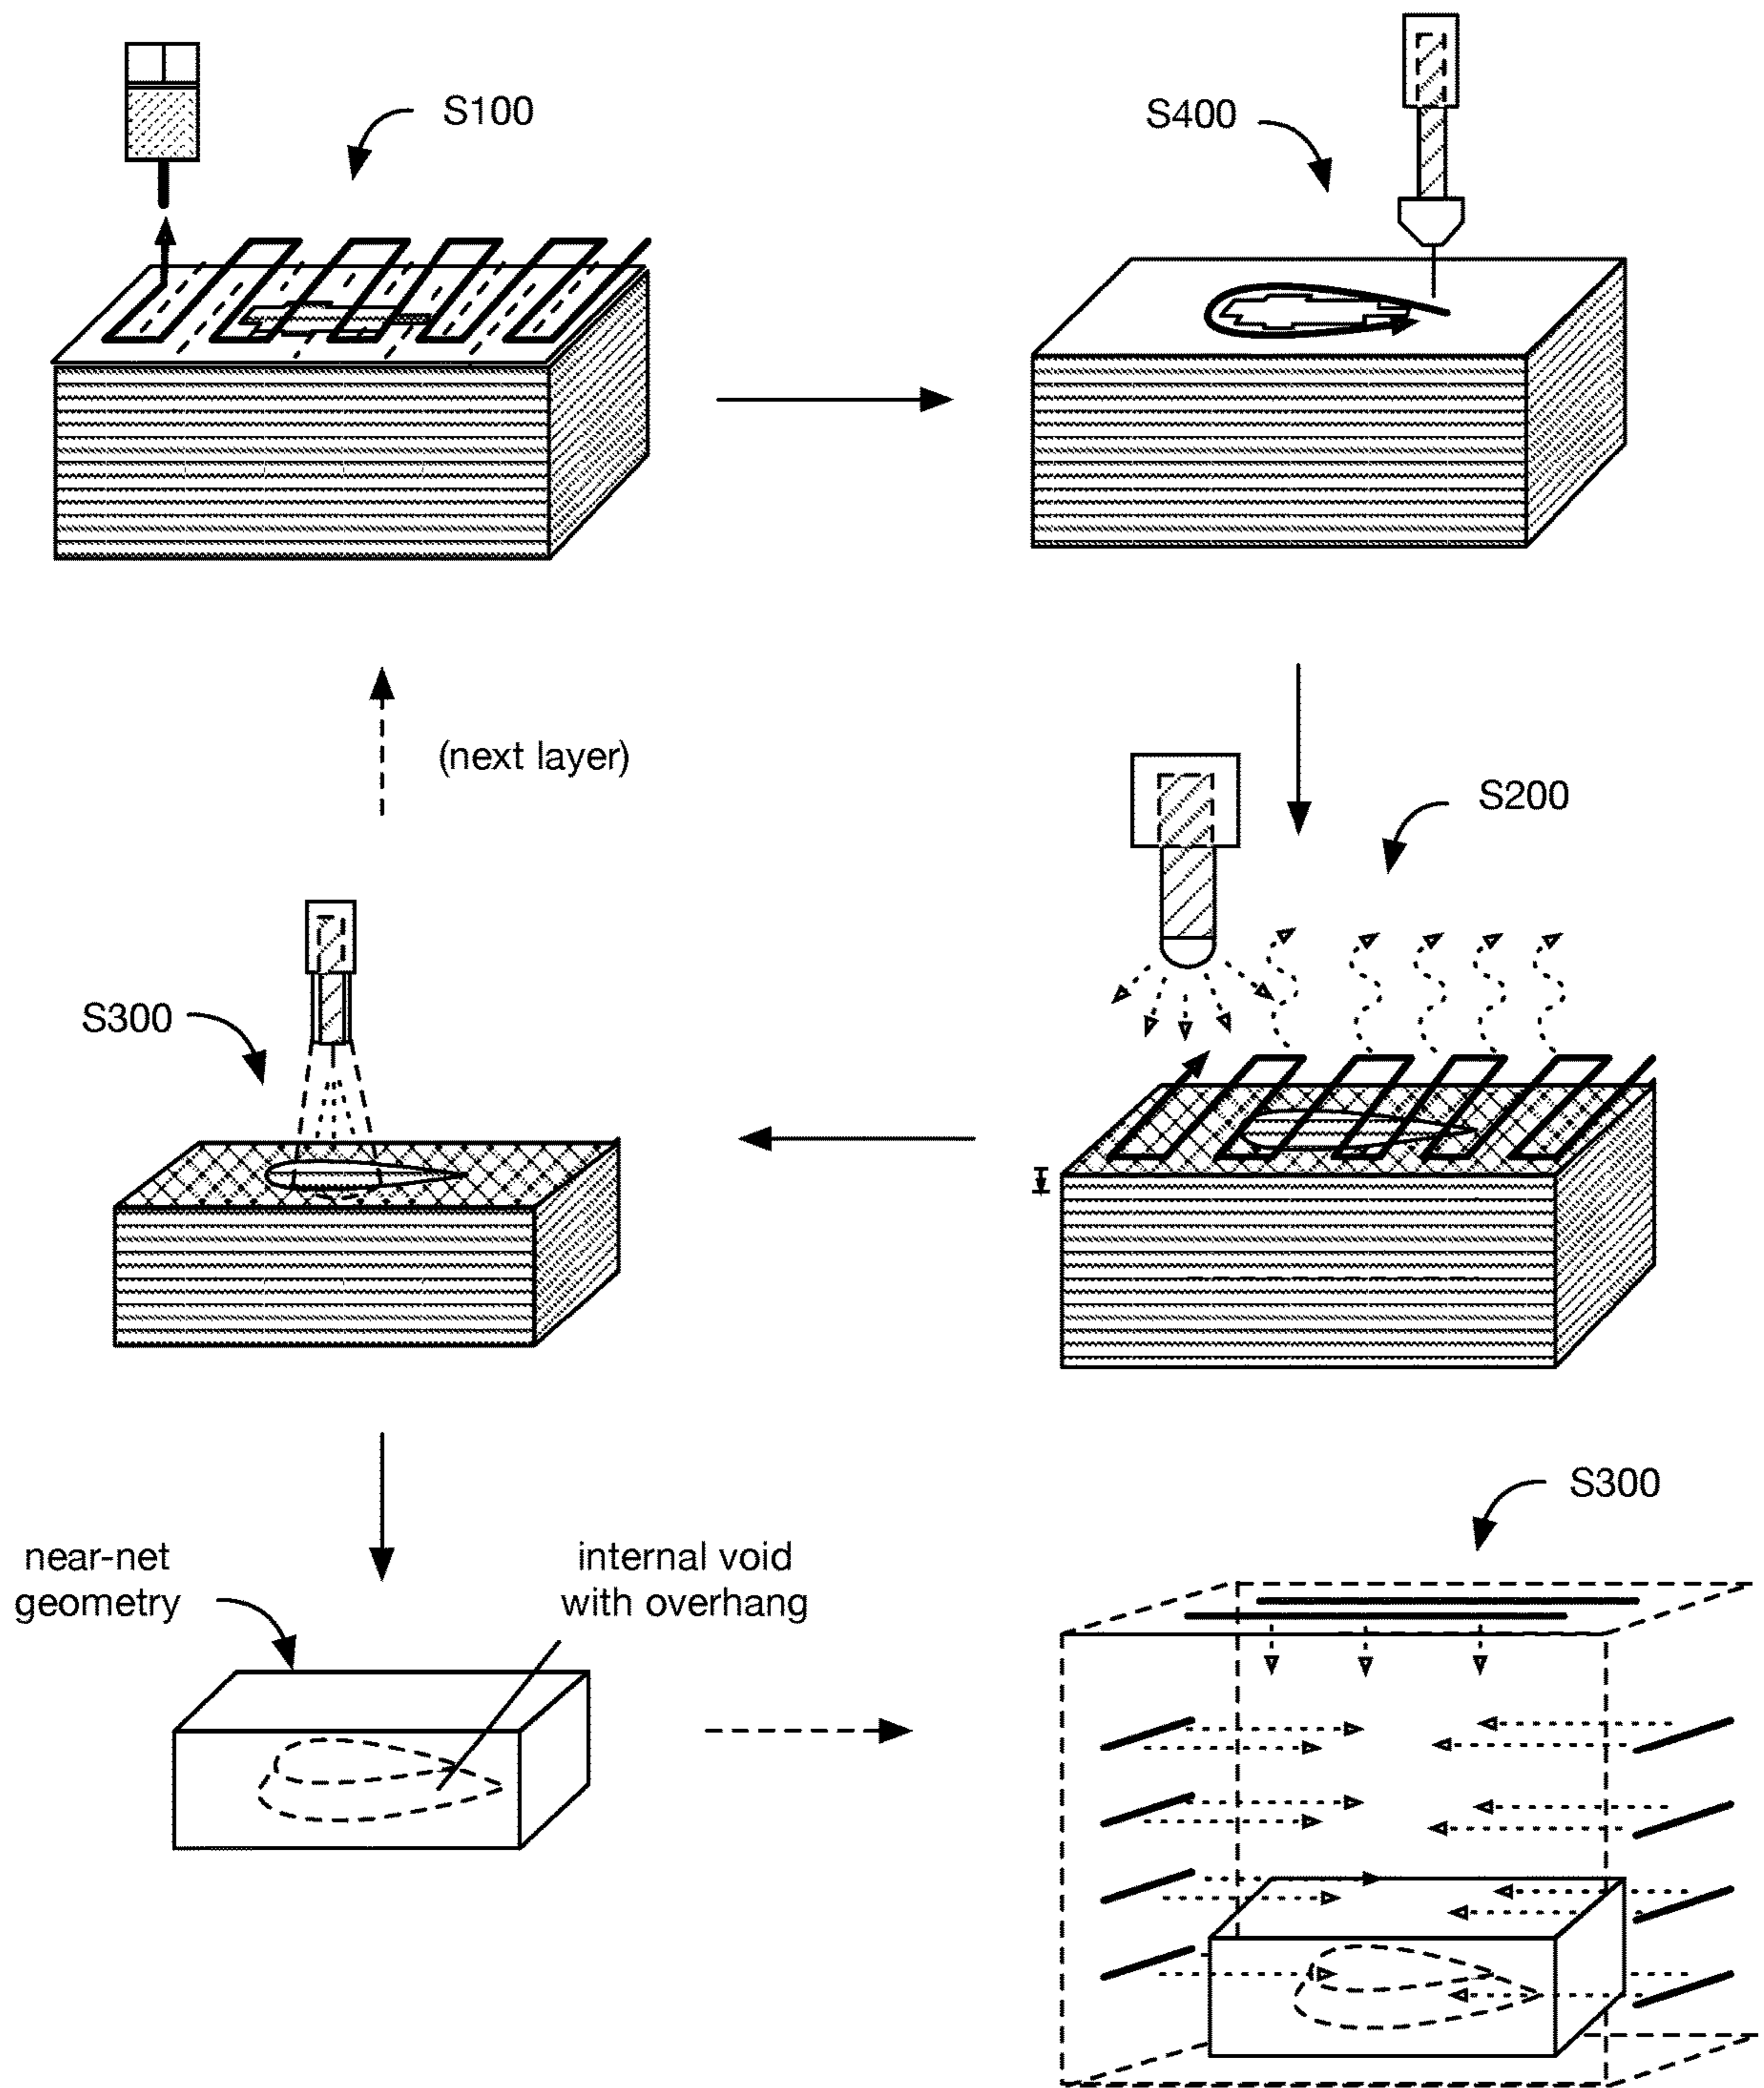 S100
S400
(next layer)
S200
S300
near-net
geometry
internal void
with overhang
S300